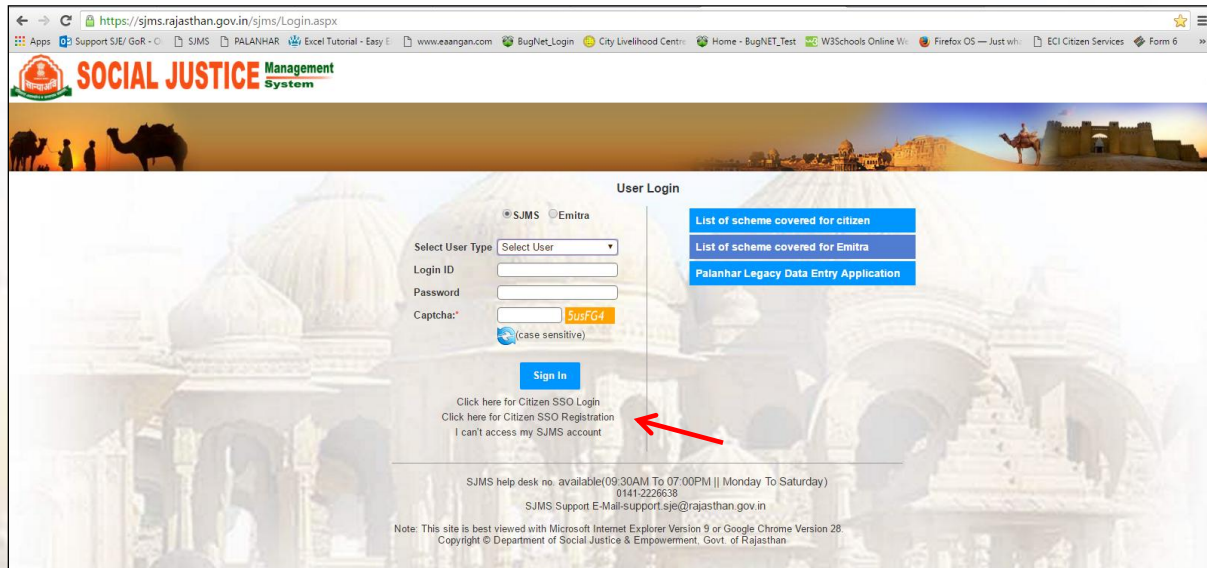 https://sjms.rajasthan.gov.in/sjms/Login.aspx
Apps Support SJE/ GoR - O SJMS PALANHAR Excel Tutorial - Easy E www.eaangan.com BugNet_Login City Livelihood Centre Home - BugNET_Test W3Schools Online We Firefox OS — Just wha ECI Citizen Services Form 6 »
SOCIAL JUSTICE Management System
User Login
SJMS Emitra
Select User Type Select User
Login ID
Password
Captcha:* 5usFG4
(case sensitive)
Sign In
Click here for Citizen SSO Login
Click here for Citizen SSO Registration
I can't access my SJMS account
List of scheme covered for citizen
List of scheme covered for Emitra
Palanhar Legacy Data Entry Application
SJMS help desk no. available(09:30AM To 07:00PM || Monday To Saturday)
0141-2226638
SJMS Support E-Mail-support.sje@rajasthan.gov.in
Note: This site is best viewed with Microsoft Internet Explorer Version 9 or Google Chrome Version 28.
Copyright © Department of Social Justice & Empowerment, Govt. of Rajasthan